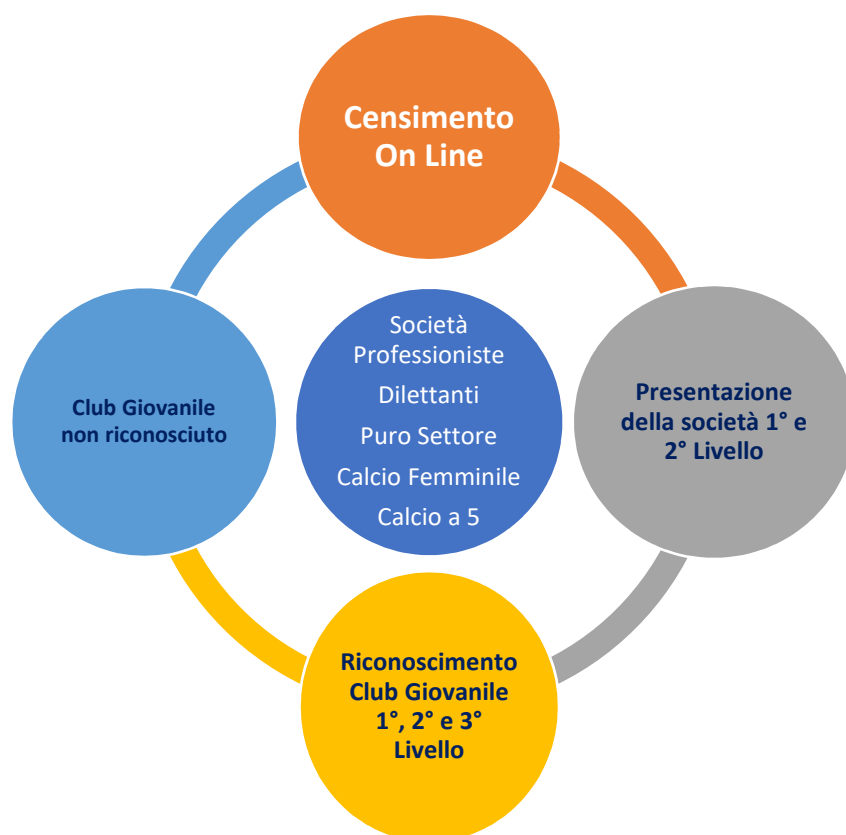 Censimento
On Line
Club Giovanile
non riconosciuto
Società
Professioniste
Dilettanti
Puro Settore
Calcio Femminile
Calcio a 5
Presentazione
della società 1° e
2° Livello
Riconoscimento
Club Giovanile
1°, 2° e 3°
Livello